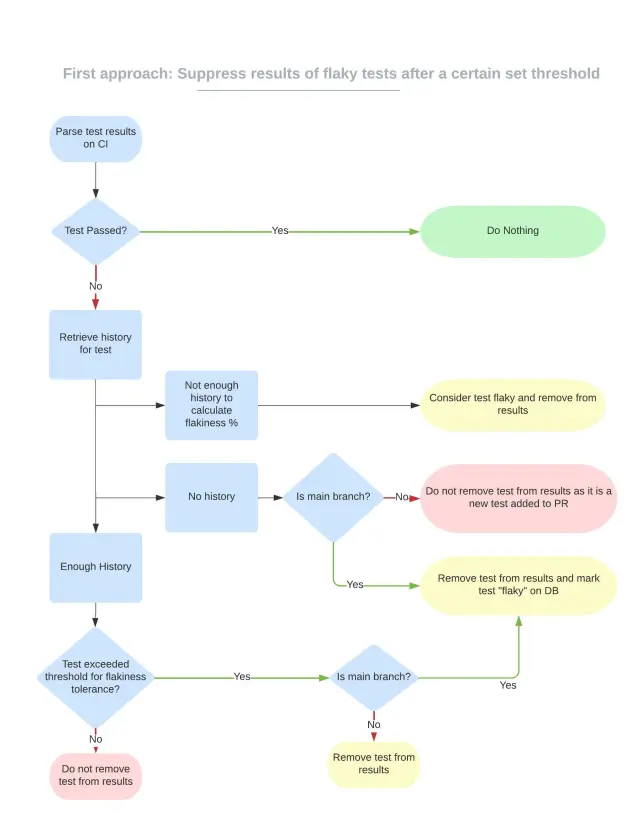 First approach: Suppress results of flaky tests after a certain set threshold
Parse test results
on CI
Test Passed?
Yes
Do Nothing
No
Retrieve history
for test
Not enough
history to
calculate
flakiness %
Consider test flaky and remove from
results
No history
Is main branch?
No
Do not remove test from results as it is a
new test added to PR
Yes
Remove test from results and mark
test "flaky" on DB
Enough History
Test exceeded
threshold for flakiness
tolerance?
Yes
Is main branch?
Yes
No
Do not remove
test from results
No
Remove test from
results